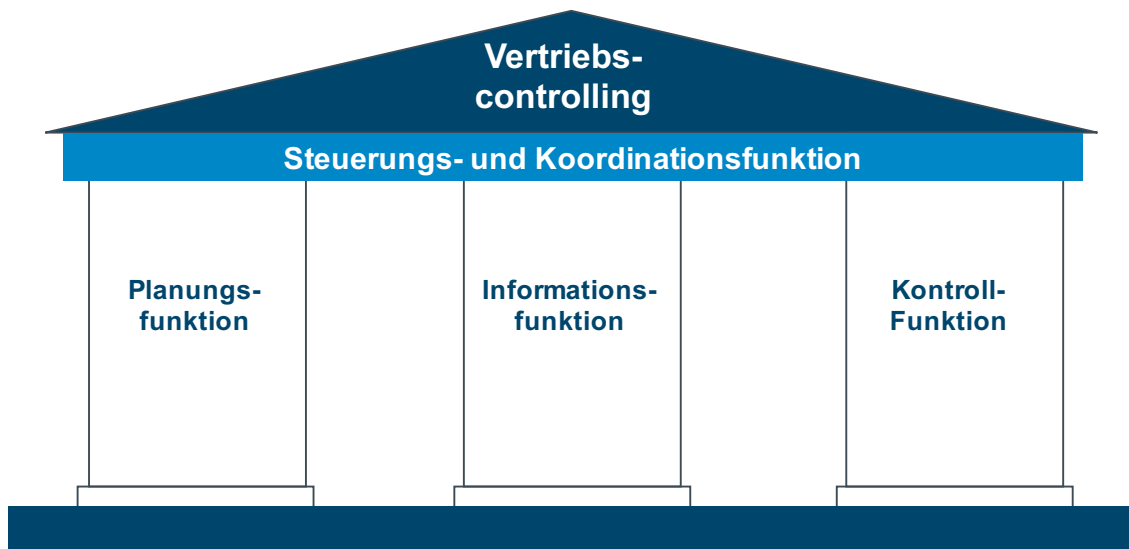 Vertriebs-
controlling
Steuerungs- und Koordinationsfunktion
Planungs-
funktion
Informations-
funktion
Kontroll-
Funktion